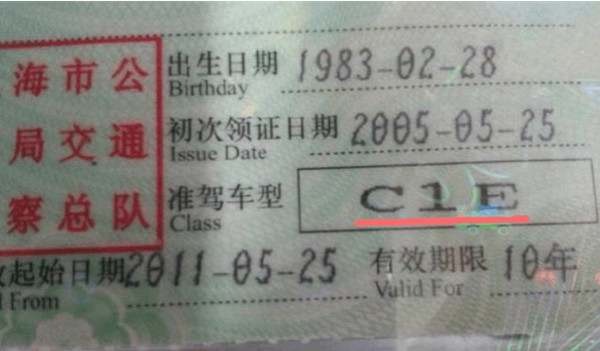 出生日期 1983-02-28
Birthday
初次领证日期 2005-05-25
Issue Date
准驾车型 C1E
Class
起始日期 2011-05-25 有效期限 10年
From Valid For
海市公
局交通
察总队